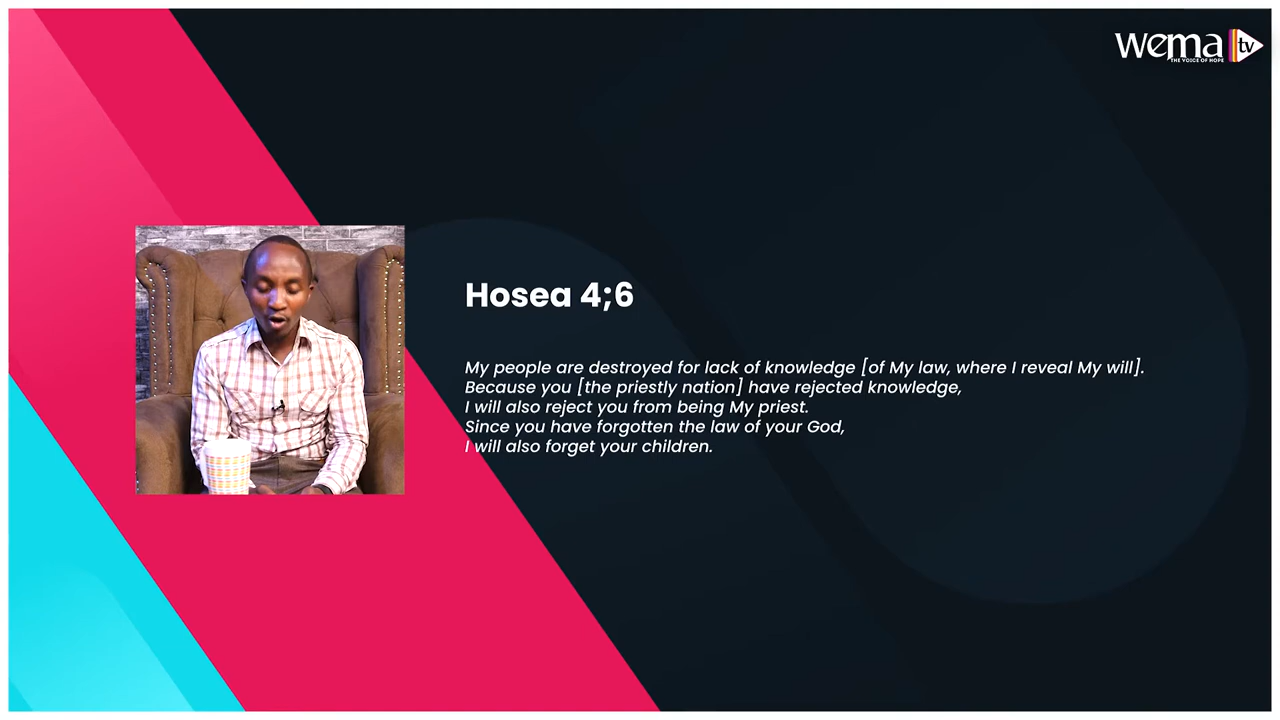 wema tv
THE VOICE OF HOPE
Hosea 4;6
My people are destroyed for lack of knowledge [of My law, where I reveal My will].
Because you [the priestly nation] have rejected knowledge,
I will also reject you from being My priest.
Since you have forgotten the law of your God,
I will also forget your children.